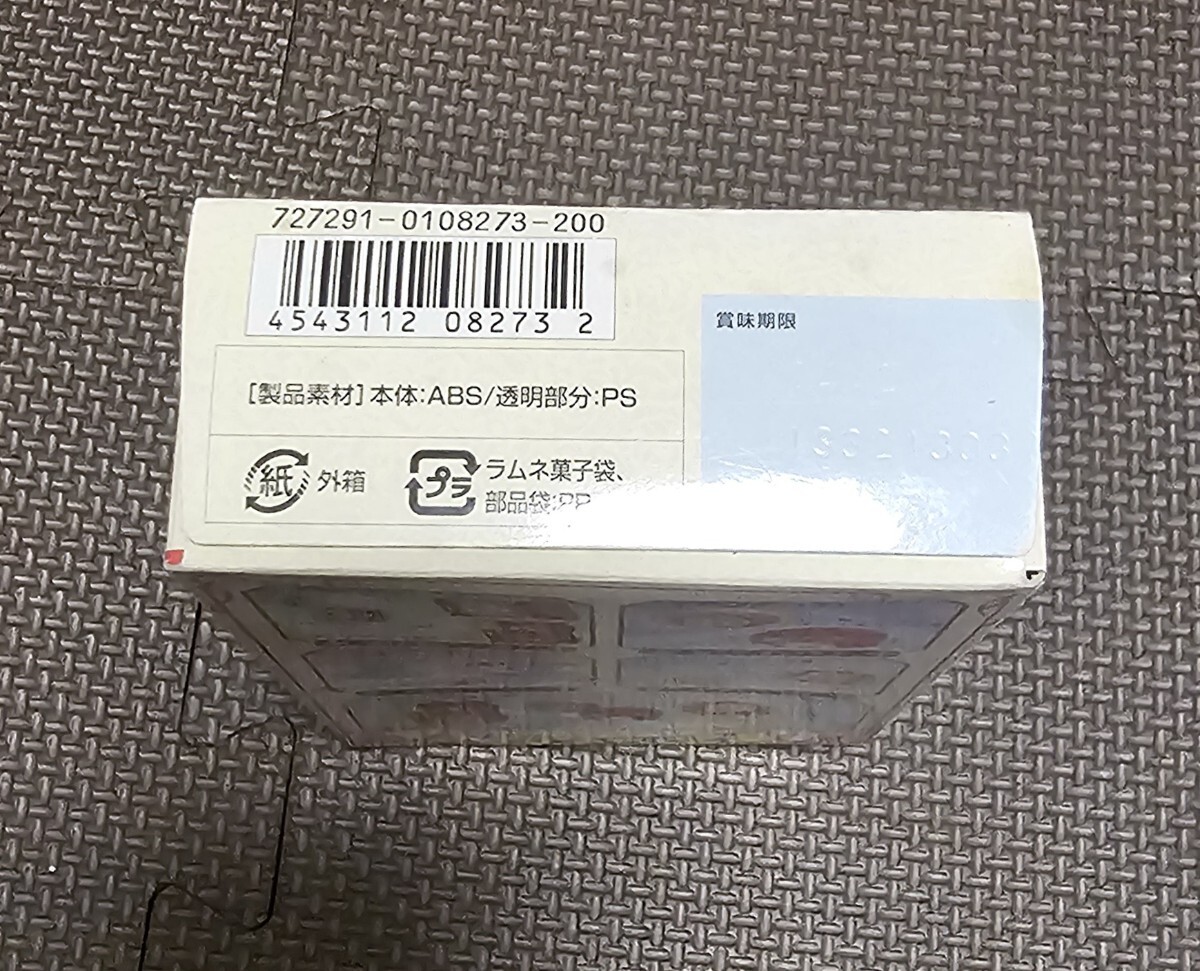 727291-0108273-200
4543112 08273 2
賞味期限
[製品素材]本体:ABS/透明部分:PS
紙 外箱
プラ ラムネ菓子袋、
部品袋:PP